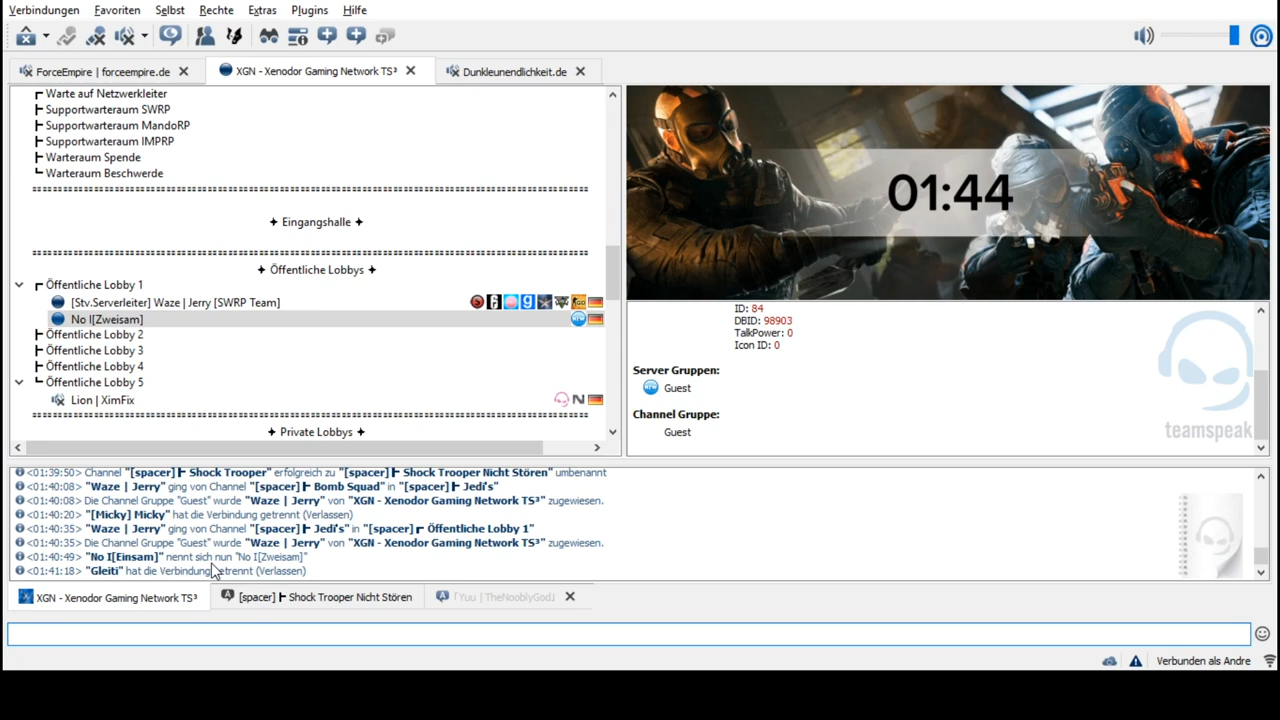 Verbindungen Favoriten Selbst Rechte Extras Plugins Hilfe
ForceEmpire | forceempire.de
XGN - Xenodor Gaming Network TS³
Dunkleunendlichkeit.de
┏ Warte auf Netzwerkleiter
┣ Supportwarteraum SWRP
┣ Supportwarteraum MandoRP
┣ Supportwarteraum IMPRP
┣ Warteraum Spende
┗ Warteraum Beschwerde
✦ Eingangshalle ✦
✦ Öffentliche Lobbys ✦
┏ Öffentliche Lobby 1
[Stv.Serverleiter] Waze | Jerry [SWRP Team]
No I[Zweisam]
┣ Öffentliche Lobby 2
┣ Öffentliche Lobby 3
┣ Öffentliche Lobby 4
┗ Öffentliche Lobby 5
Lion | XimFix
✦ Private Lobbys ✦
01:44
ID: 84
DBID: 98903
TalkPower: 0
Icon ID: 0
Server Gruppen:
Guest
Channel Gruppe:
Guest
teamspeak
<01:39:50> Channel "[spacer]┣ Shock Trooper" erfolgreich zu "[spacer]┣ Shock Trooper Nicht Stören" umbenannt
<01:40:08> "Waze | Jerry" ging von Channel "[spacer]┣ Bomb Squad" in "[spacer]┣ Jedi's"
<01:40:08> Die Channel Gruppe "Guest" wurde "Waze | Jerry" von "XGN - Xenodor Gaming Network TS³" zugewiesen.
<01:40:20> "[Micky] Micky" hat die Verbindung getrennt (Verlassen)
<01:40:35> "Waze | Jerry" ging von Channel "[spacer]┣ Jedi's" in "[spacer]┏ Öffentliche Lobby 1"
<01:40:35> Die Channel Gruppe "Guest" wurde "Waze | Jerry" von "XGN - Xenodor Gaming Network TS³" zugewiesen.
<01:40:49> "No I[Einsam]" nennt sich nun "No I[Zweisam]"
<01:41:18> "Gleiti" hat die Verbindung getrennt (Verlassen)
XGN - Xenodor Gaming Network TS³
[spacer]┣ Shock Trooper Nicht Stören
「Yuu | TheNooblyGod」
Verbunden als Andre